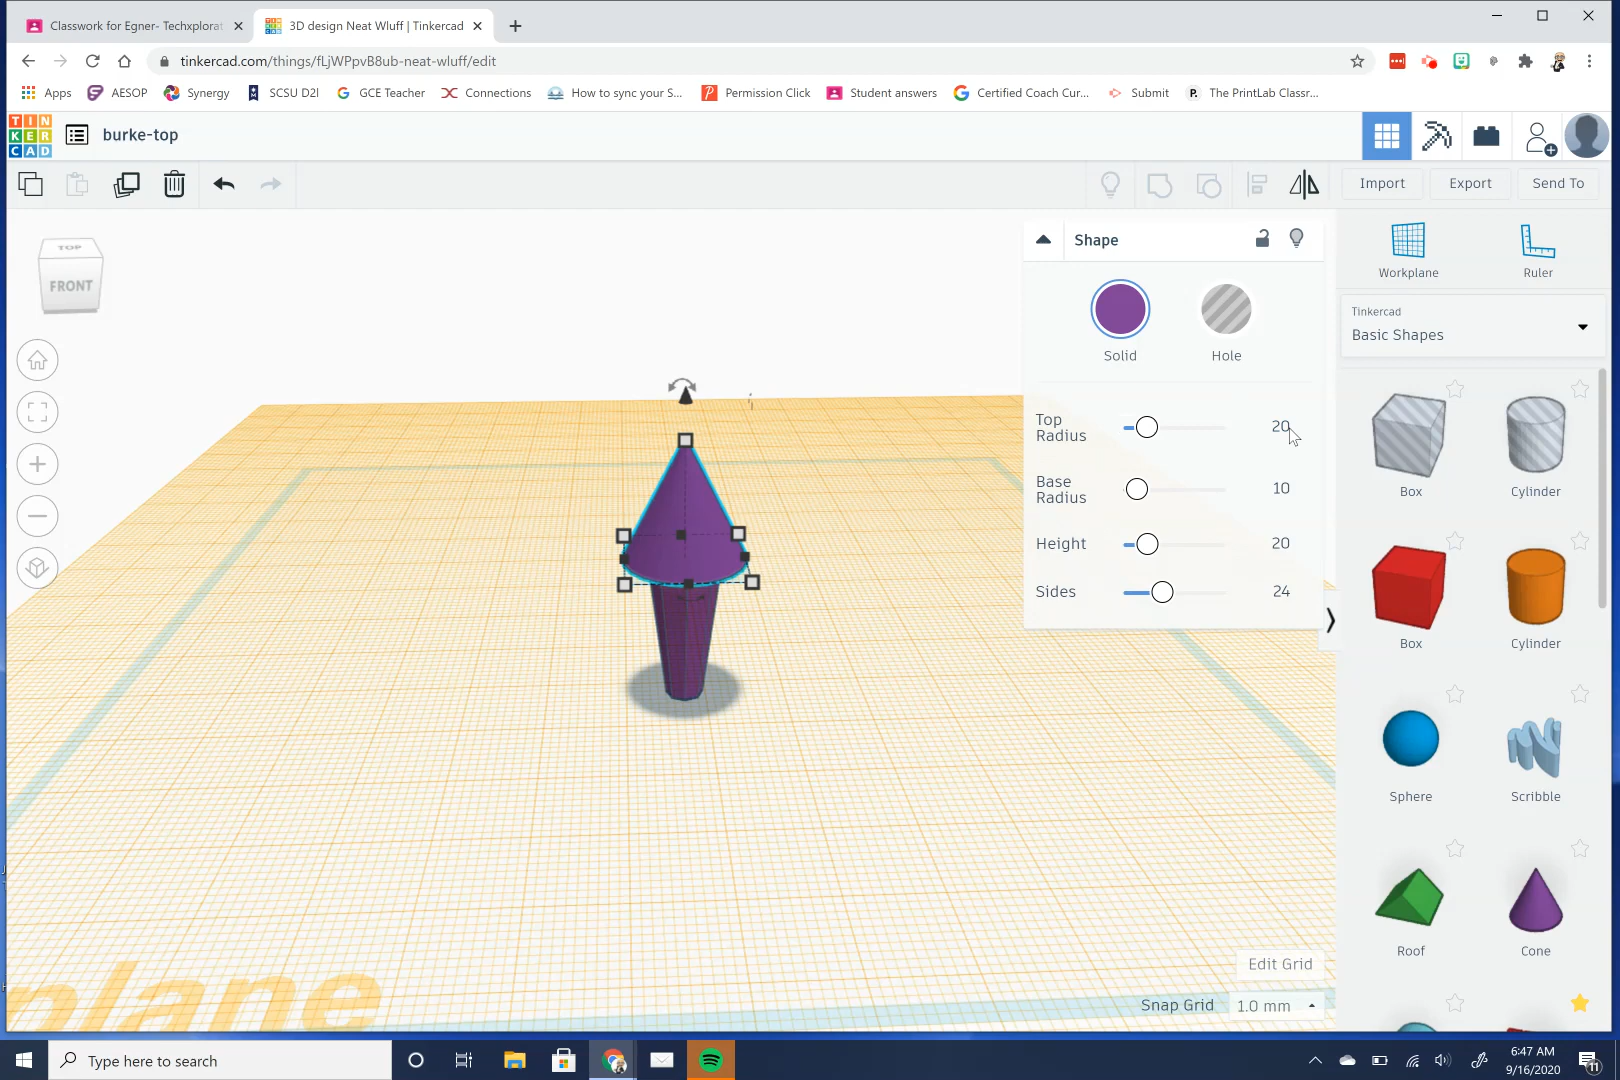 Classwork for Egner- Techxplorat
3D design Neat Wluff | Tinkercad
tinkercad.com/things/fLjWPpvB8ub-neat-wluff/edit
Apps AESOP Synergy SCSU D2l GCE Teacher Connections How to sync your S... Permission Click Student answers Certified Coach Cur... Submit The PrintLab Classr...
TIN
KER
CAD
burke-top
Import Export Send To
TOP
FRONT
Shape
Solid Hole
Top Radius 20
Base Radius 10
Height 20
Sides 24
Workplane Ruler
Tinkercad
Basic Shapes
Box Cylinder
Box Cylinder
Sphere Scribble
Roof Cone
plane
Edit Grid
Snap Grid 1.0 mm
Type here to search
6:47 AM
9/16/2020
11